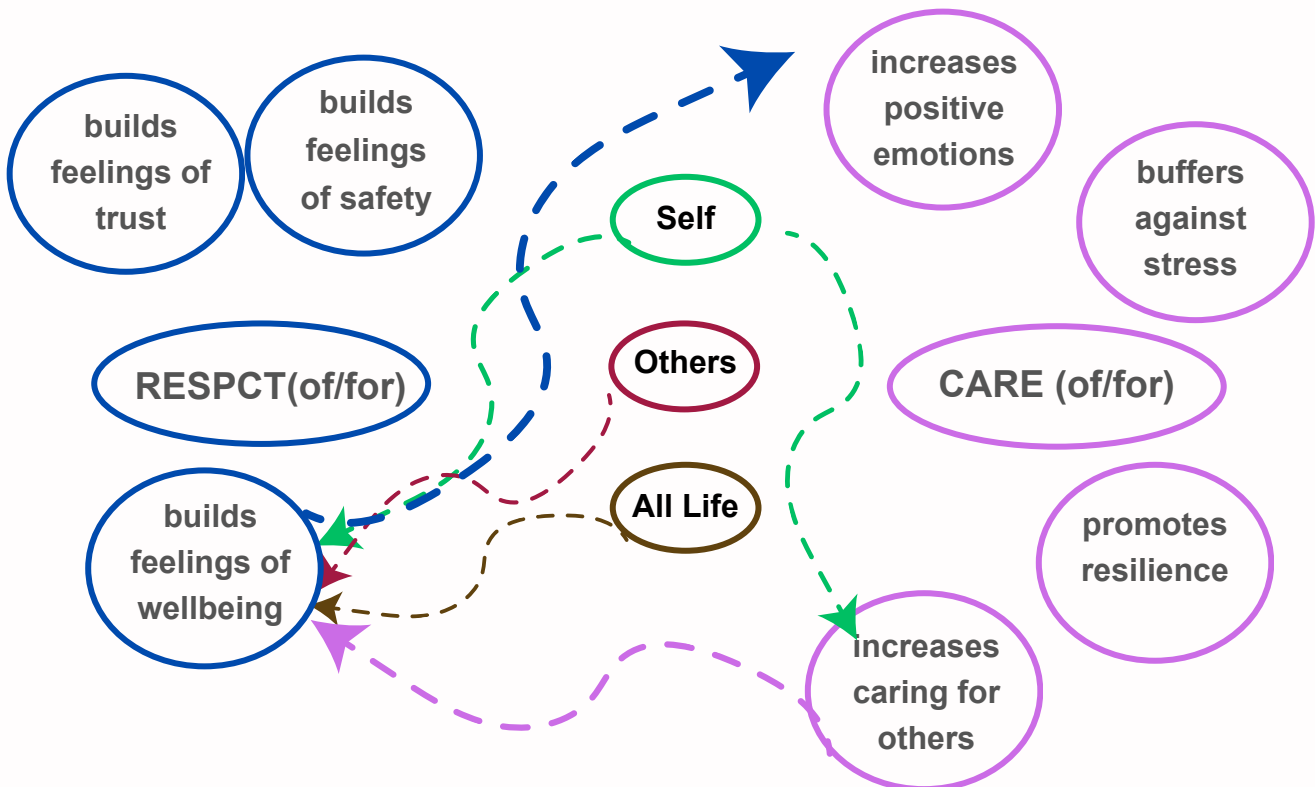 builds
feelings of
trust
builds
feelings
of safety
increases
positive
emotions
buffers
against
stress
Self
Others
All Life
RESPCT(of/for)
CARE (of/for)
builds
feelings of
wellbeing
promotes
resilience
increases
caring for
others